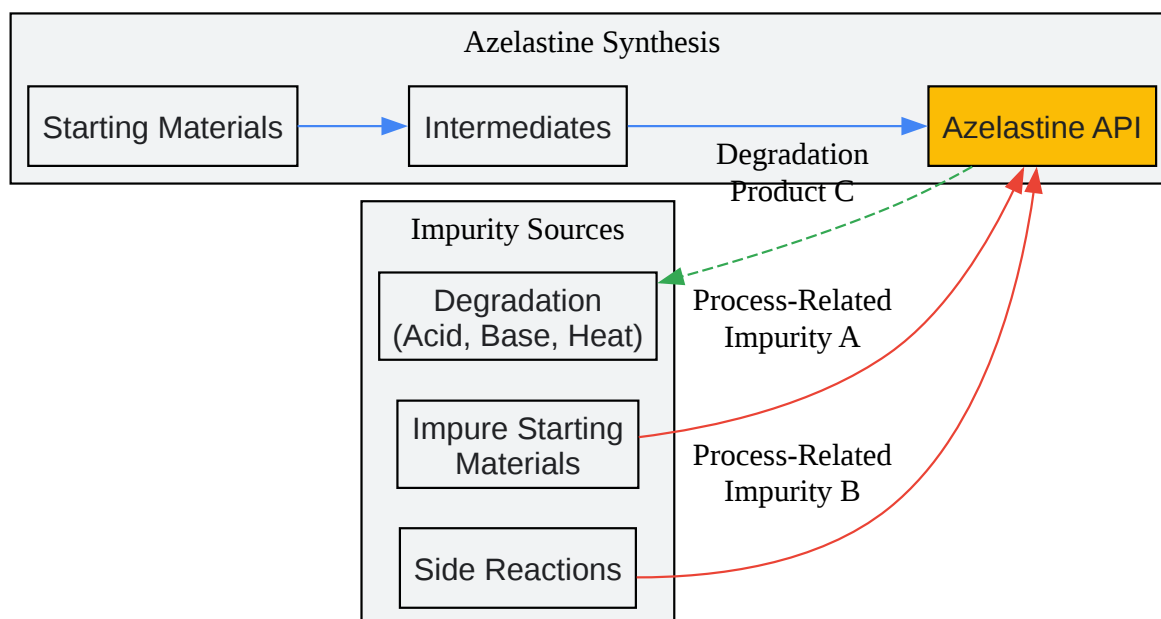 Azelastine Synthesis
Starting Materials
Intermediates
Azelastine API
Degradation
Product C
Impurity Sources
Degradation
(Acid, Base, Heat)
Process-Related
Impurity A
Impure Starting
Materials
Process-Related
Impurity B
Side Reactions